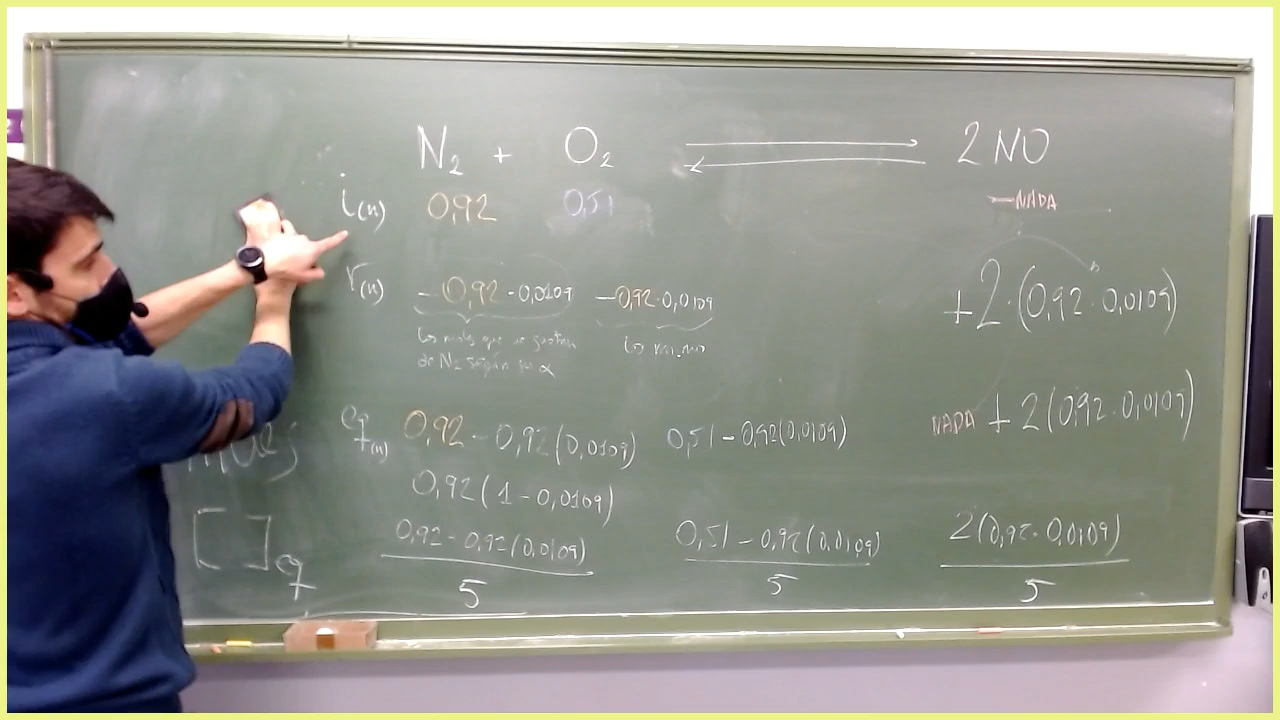 N₂ + O₂ ⇌ 2 NO
i(n) 0,92 0,51 — NADA
r(n) -0,92·0,0109 -0,92·0,0109 +2·(0,92·0,0109)
los moles que se gastan
de N₂ según su α
eq(n) 0,92 - 0,92(0,0109) 0,51 - 0,92(0,0109) NADA + 2(0,92·0,0109)
0,92(1 - 0,0109)
[ ]eq
0,92 - 0,92(0,0109) 0,51 - 0,92(0,0109) 2(0,92·0,0109)
5 5 5